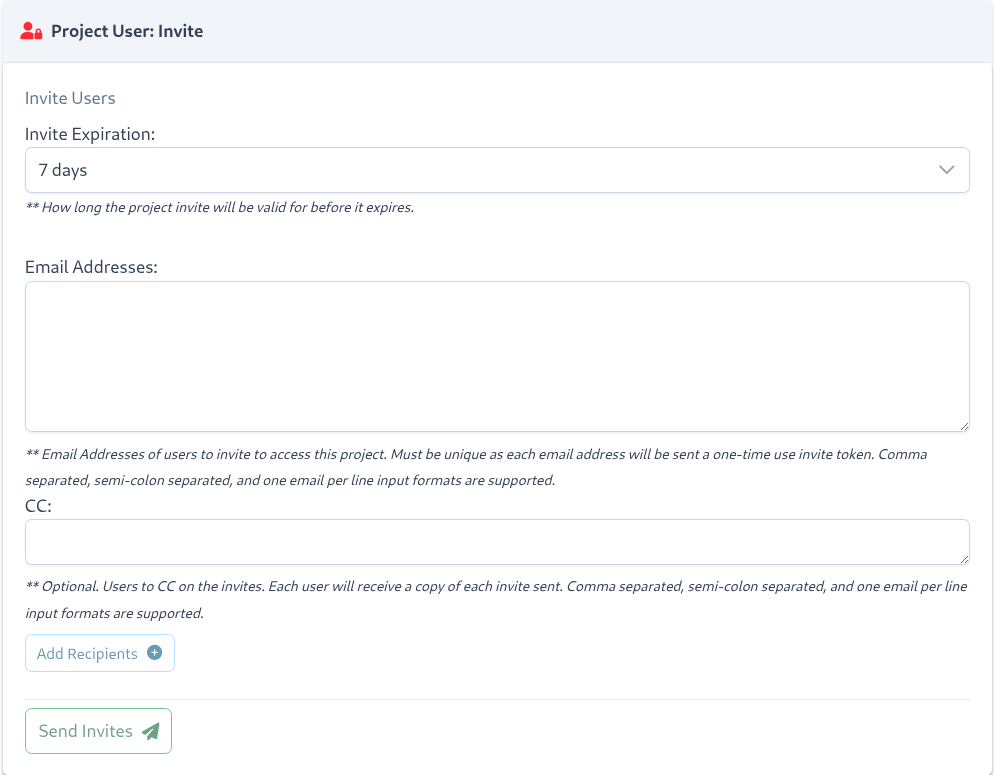 Project User: Invite
Invite Users
Invite Expiration:
7 days
** How long the project invite will be valid for before it expires.
Email Addresses:
** Email Addresses of users to invite to access this project. Must be unique as each email address will be sent a one-time use invite token. Comma
separated, semi-colon separated, and one email per line input formats are supported.
CC:
** Optional. Users to CC on the invites. Each user will receive a copy of each invite sent. Comma separated, semi-colon separated, and one email per line
input formats are supported.
Add Recipients
Send Invites